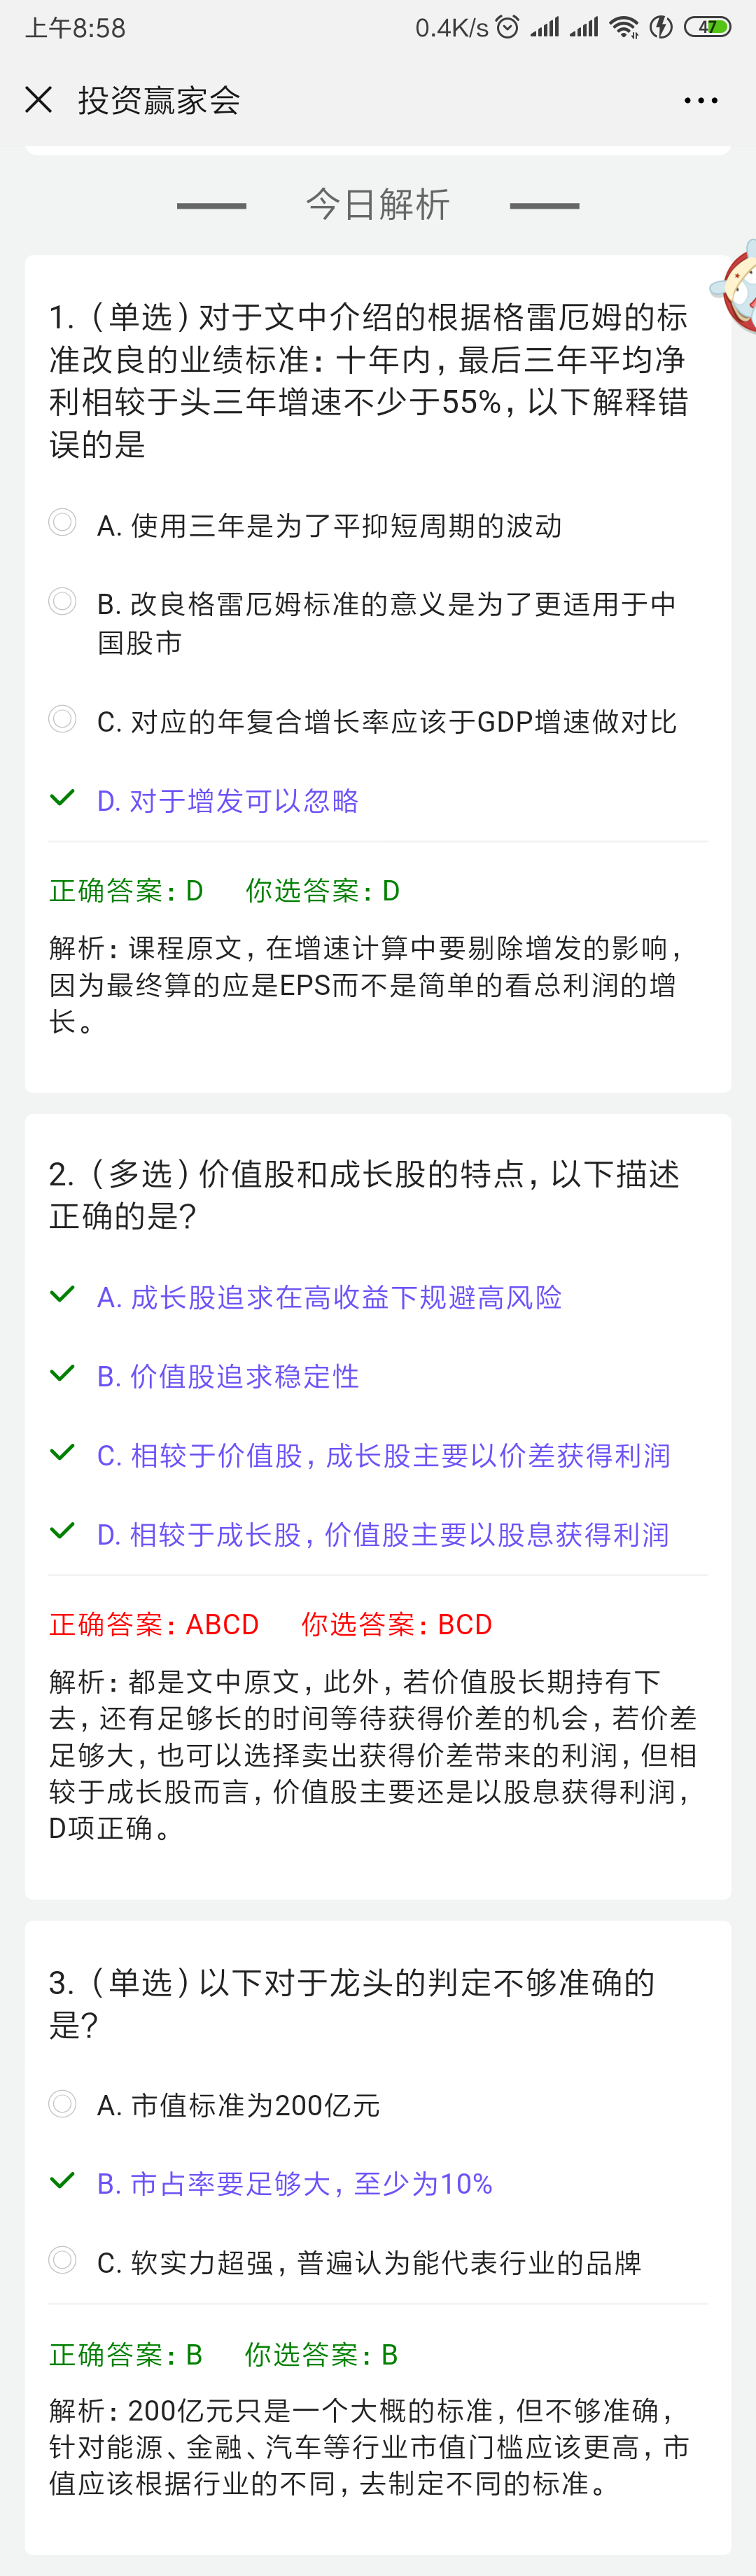 上午8:58
0.4K/s
47
投资赢家会
今日解析
1.（单选）对于文中介绍的根据格雷厄姆的标
准改良的业绩标准：十年内，最后三年平均净
利相较于头三年增速不少于55%，以下解释错
误的是
A. 使用三年是为了平抑短周期的波动
B. 改良格雷厄姆标准的意义是为了更适用于中
国股市
C. 对应的年复合增长率应该于GDP增速做对比
D. 对于增发可以忽略
正确答案：D 你选答案：D
解析：课程原文，在增速计算中要剔除增发的影响，
因为最终算的应是EPS而不是简单的看总利润的增
长。
2.（多选）价值股和成长股的特点，以下描述
正确的是？
A. 成长股追求在高收益下规避高风险
B. 价值股追求稳定性
C. 相较于价值股，成长股主要以价差获得利润
D. 相较于成长股，价值股主要以股息获得利润
正确答案：ABCD 你选答案：BCD
解析：都是文中原文，此外，若价值股长期持有下
去，还有足够长的时间等待获得价差的机会，若价差
足够大，也可以选择卖出获得价差带来的利润，但相
较于成长股而言，价值股主要还是以股息获得利润，
D项正确。
3.（单选）以下对于龙头的判定不够准确的
是？
A. 市值标准为200亿元
B. 市占率要足够大，至少为10%
C. 软实力超强，普遍认为能代表行业的品牌
正确答案：B 你选答案：B
解析：200亿元只是一个大概的标准，但不够准确，
针对能源、金融、汽车等行业市值门槛应该更高，市
值应该根据行业的不同，去制定不同的标准。